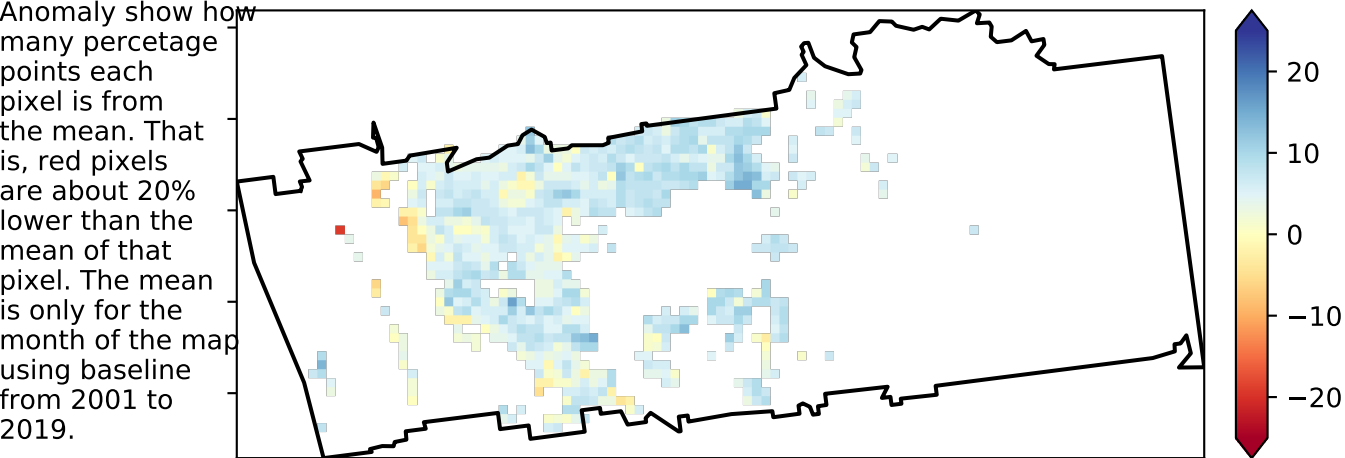 Anomaly show how
many percetage
points each
pixel is from
the mean. That
is, red pixels
are about 20%
lower than the
mean of that
pixel. The mean
is only for the
month of the map
using baseline
from 2001 to
2019.
20
10
0
−10
−20